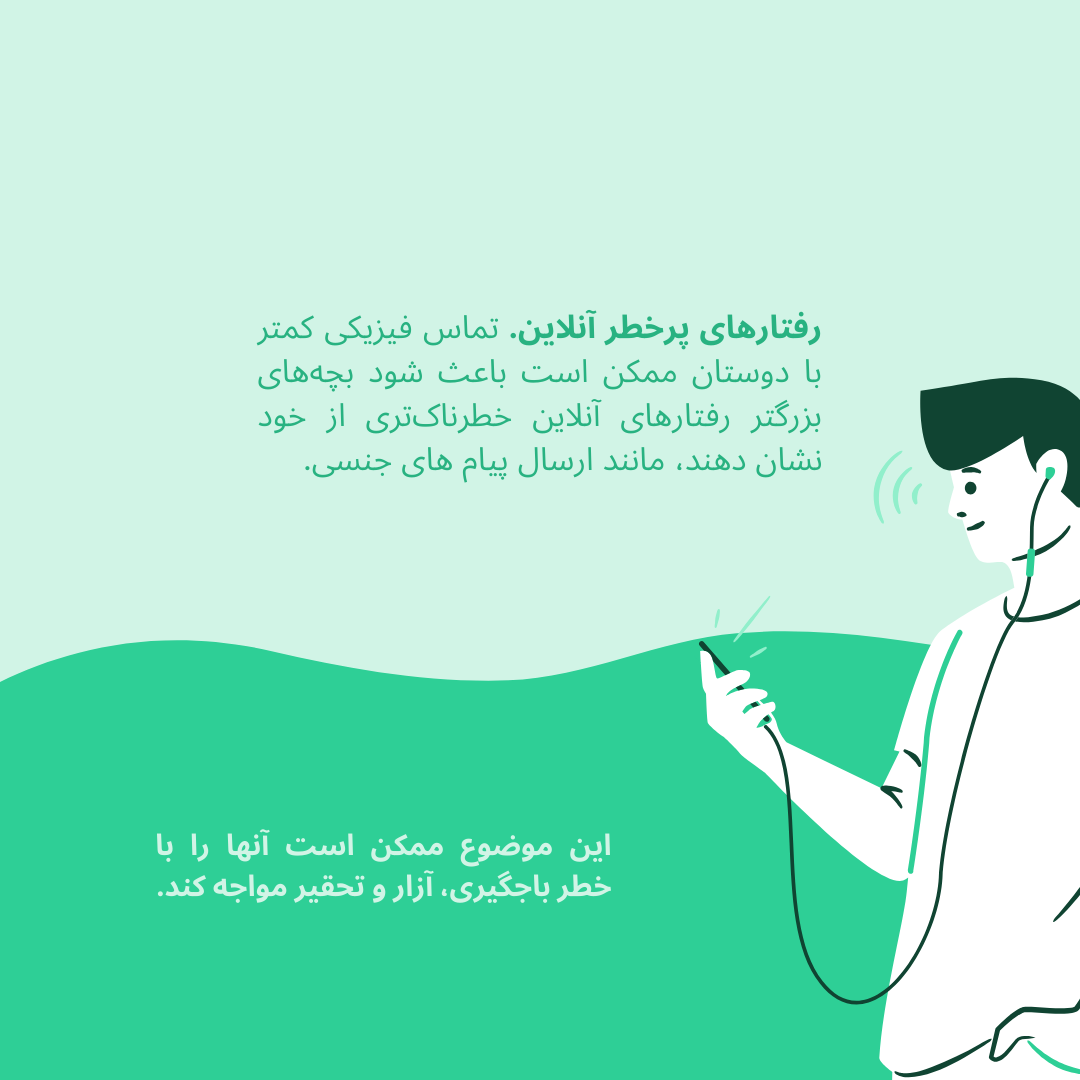 رفتارهای پرخطر آنلاین. تماس فیزیکی کمتر
با دوستان ممکن است باعث شود بچه‌های
بزرگتر رفتارهای آنلاین خطرناک‌تری از خود
نشان دهند، مانند ارسال پیام های جنسی.
این موضوع ممکن است آنها را با
خطر باجگیری، آزار و تحقیر مواجه کند.